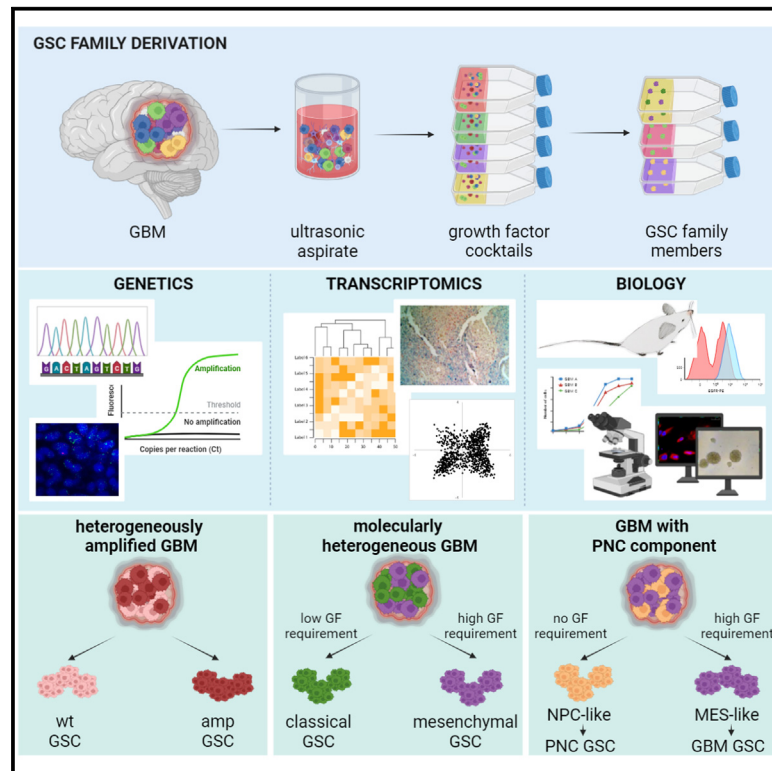 GSC FAMILY DERIVATION
GBM
ultrasonic
aspirate
growth factor
cocktails
GSC family
members
GENETICS
G A C T A G T C T G
Amplification
Threshold
No amplification
Copies per reaction (Ct)
TRANSCRIPTOMICS
BIOLOGY
Number of cells
heterogeneously
amplified GBM
wt
GSC
amp
GSC
molecularly
heterogeneous GBM
low GF
requirement
high GF
requirement
classical
GSC
mesenchymal
GSC
GBM with
PNC component
no GF
requirement
high GF
requirement
NPC-like
PNC GSC
MES-like
GBM GSC